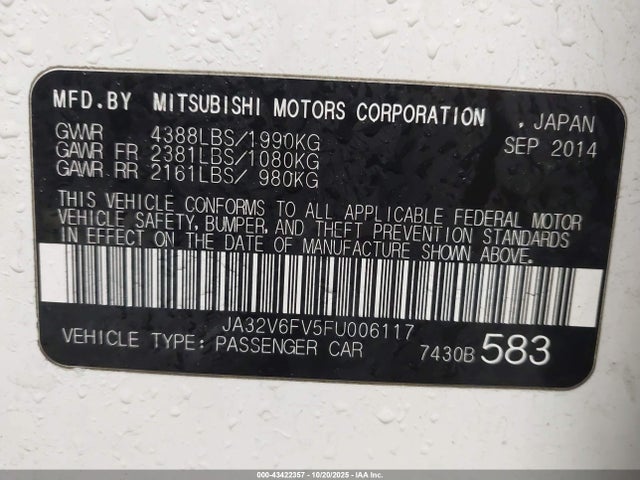 MFD.BY MITSUBISHI MOTORS CORPORATION , JAPAN
GVWR 4388LBS/1990KG SEP 2014
GAWR FR 2381LBS/1080KG
GAWR RR 2161LBS/ 980KG
THIS VEHICLE CONFORMS TO ALL APPLICABLE FEDERAL MOTOR
VEHICLE SAFETY, BUMPER, AND THEFT PREVENTION STANDARDS
IN EFFECT ON THE DATE OF MANUFACTURE SHOWN ABOVE.
JA32V6FV5FU006117
VEHICLE TYPE: PASSENGER CAR 7430B 583
000-43422357 - 10/20/2025 - IAA Inc.